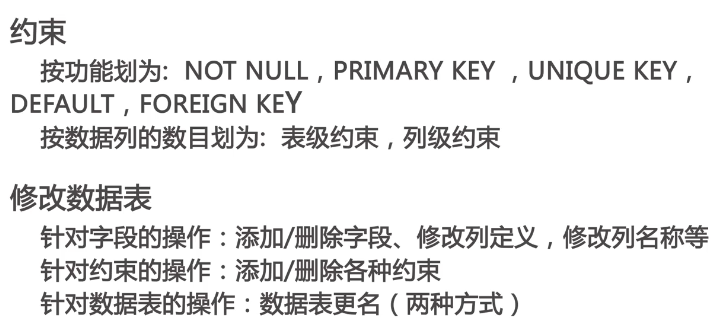 约束
按功能划为：NOT NULL，PRIMARY KEY ，UNIQUE KEY，
DEFAULT，FOREIGN KEY
按数据列的数目划为：表级约束，列级约束
修改数据表
针对字段的操作：添加/删除字段、修改列定义，修改列名称等
针对约束的操作：添加/删除各种约束
针对数据表的操作：数据表更名（两种方式）